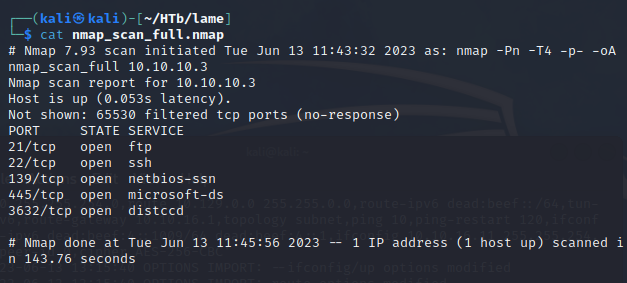 ┌──(kali㉿kali)-[~/HTb/lame]
└─$ cat nmap_scan_full.nmap
# Nmap 7.93 scan initiated Tue Jun 13 11:43:32 2023 as: nmap -Pn -T4 -p- -oA
nmap_scan_full 10.10.10.3
Nmap scan report for 10.10.10.3
Host is up (0.053s latency).
Not shown: 65530 filtered tcp ports (no-response)
PORT     STATE SERVICE
21/tcp   open  ftp
22/tcp   open  ssh
139/tcp  open  netbios-ssn
445/tcp  open  microsoft-ds
3632/tcp open  distccd
# Nmap done at Tue Jun 13 11:45:56 2023 -- 1 IP address (1 host up) scanned i
n 143.76 seconds